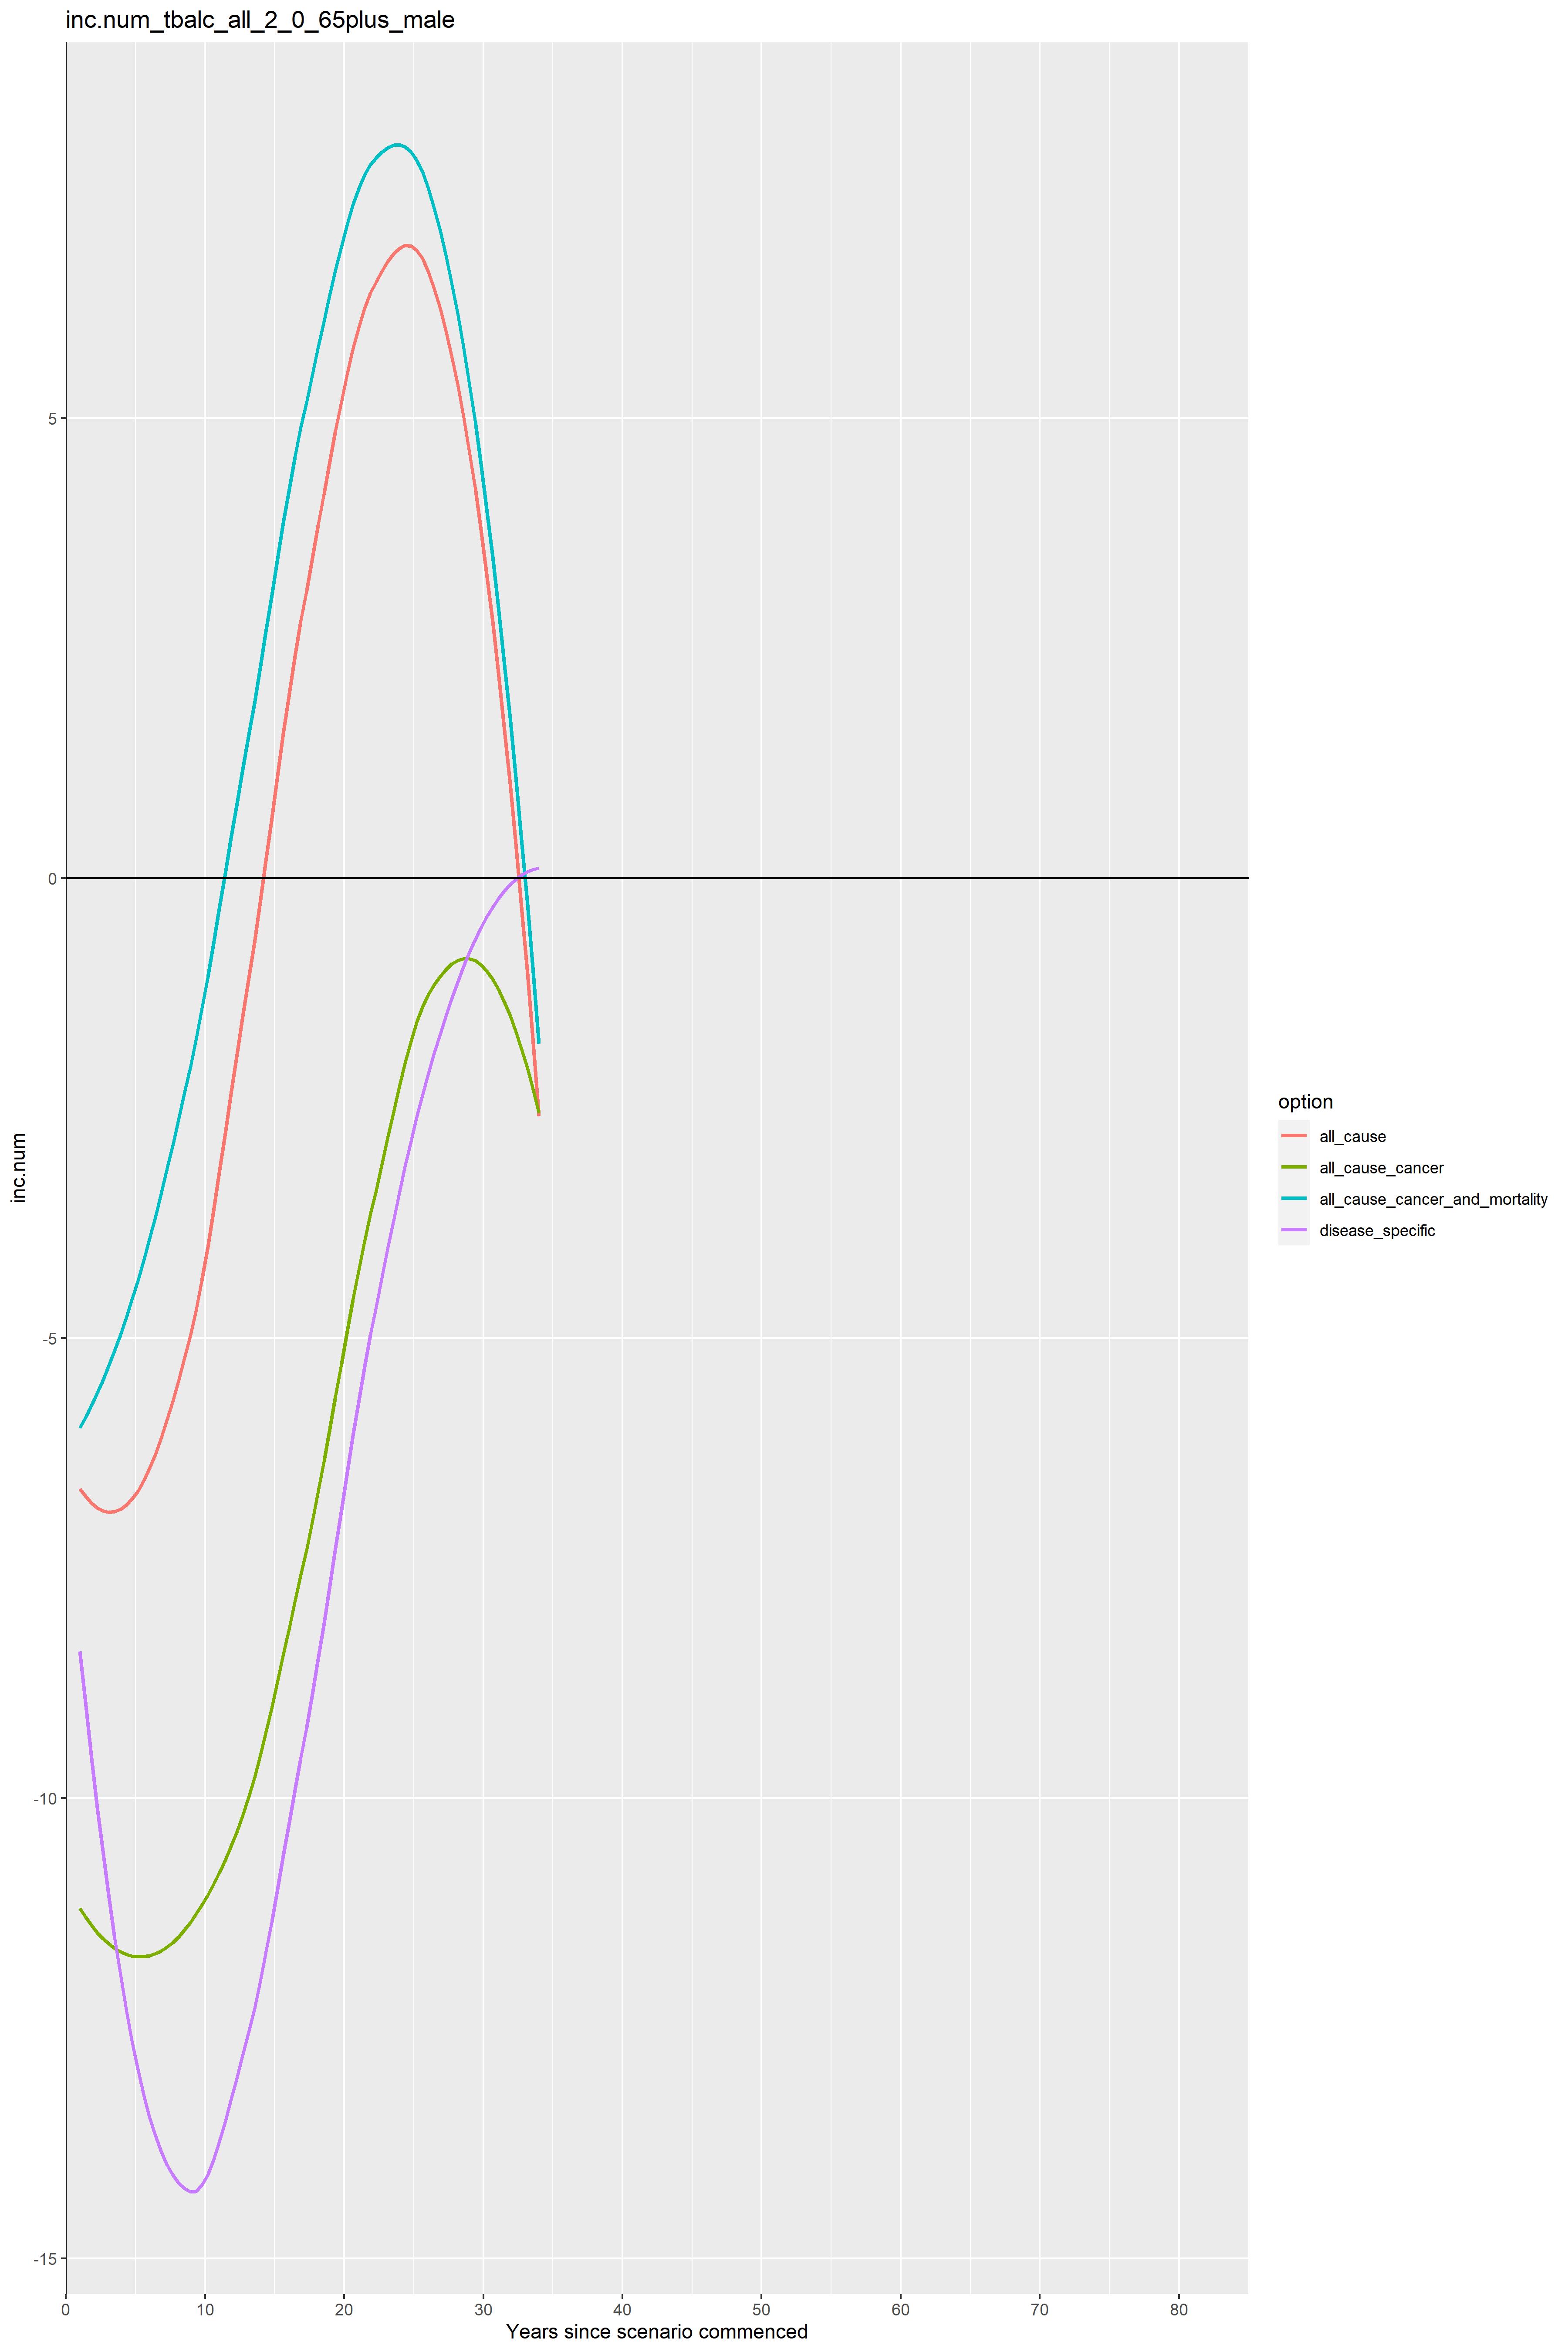 inc.num_tbalc_all_2_0_65plus_male
5
0
-5
-10
-15
inc.num
0 10 20 30 40 50 60 70 80
Years since scenario commenced
option
all_cause
all_cause_cancer
all_cause_cancer_and_mortality
disease_specific